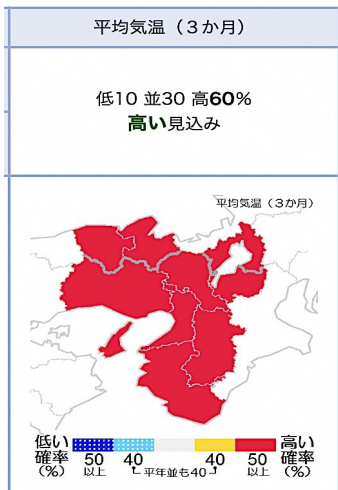 平均気温（３か月）
低10 並30 高60%
高い見込み
平均気温（３か月）
低い
確率
(%)
50
以上
40
平年並も40
40
50
以上
高い
確率
(%)